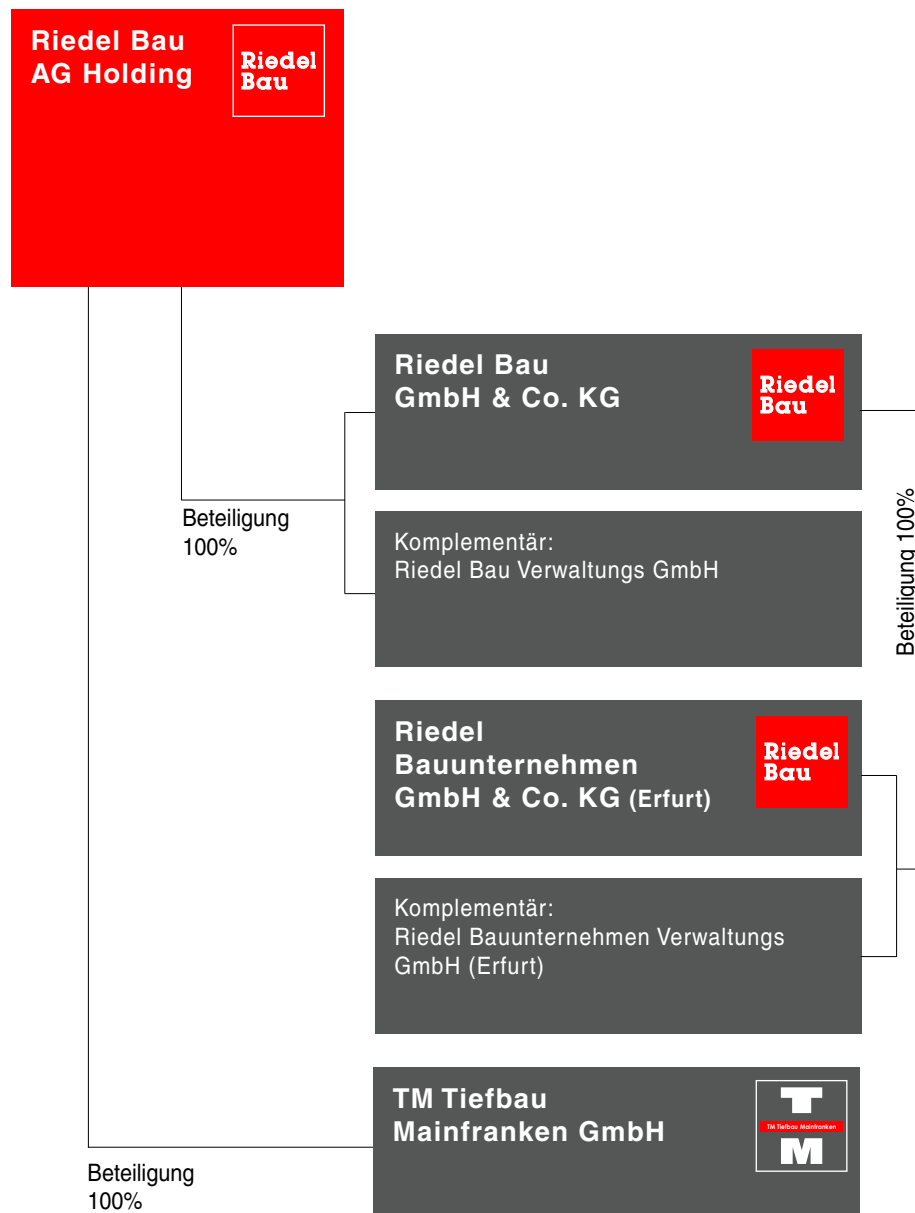 Riedel Bau
AG Holding
Riedel
Bau
Riedel Bau
GmbH & Co. KG
Riedel
Bau
Beteiligung
100%
Komplementär:
Riedel Bau Verwaltungs GmbH
Beteiligung 100%
Riedel
Bauunternehmen
GmbH & Co. KG (Erfurt)
Riedel
Bau
Komplementär:
Riedel Bauunternehmen Verwaltungs
GmbH (Erfurt)
TM Tiefbau
Mainfranken GmbH
T
TM Tiefbau Mainfranken
M
Beteiligung
100%